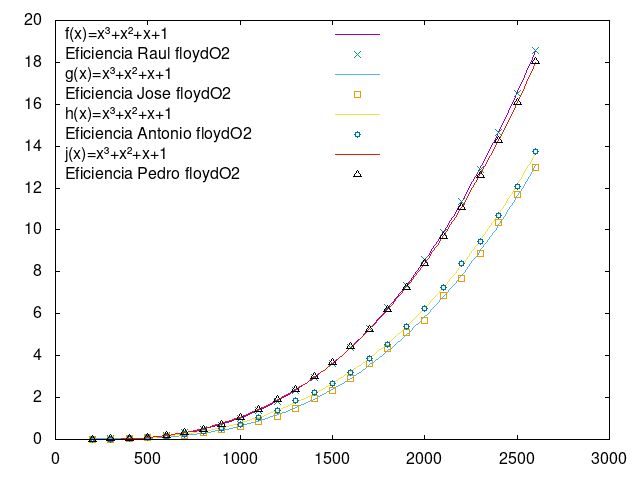 f(x)=x³+x²+x+1
Eficiencia Raul floydO2
g(x)=x³+x²+x+1
Eficiencia Jose floydO2
h(x)=x³+x²+x+1
Eficiencia Antonio floydO2
j(x)=x³+x²+x+1
Eficiencia Pedro floydO2
20
18
16
14
12
10
8
6
4
2
0
0 500 1000 1500 2000 2500 3000